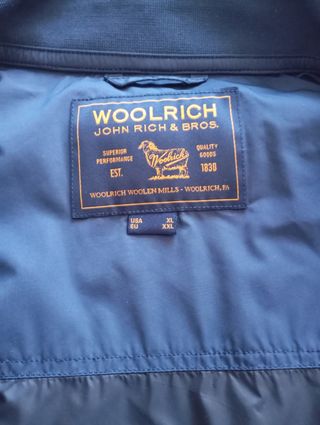 WOOLRICH
JOHN RICH & BROS.
SUPERIOR PERFORMANCE
QUALITY GOODS
Woolrich
EST.
1830
WOOLRICH WOOLEN MILLS - WOOLRICH, PA
USA XL
EU XXL